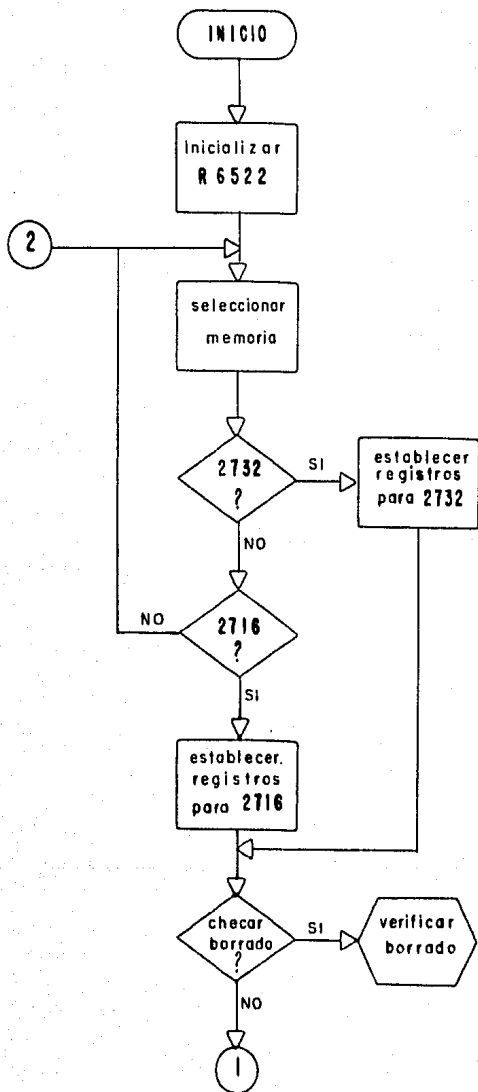 INICIO
Inicializar
R 6522
2
seleccionar
memoria
2732
?
SI
establecer
registros
para 2732
NO
2716
?
NO
SI
establecer.
registros
para 2716
checar
borrado
?
SI
verificar
borrado
NO
1